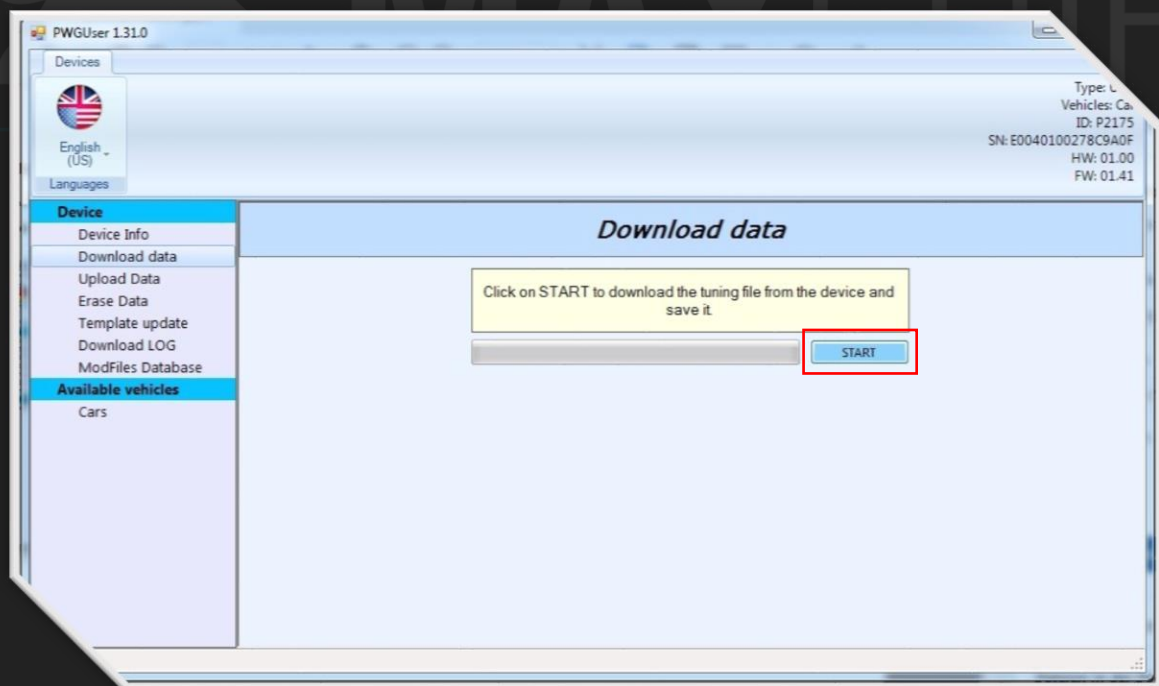 PWGUser 1.31.0
Devices
English
(US)
Languages
Type:
Vehicles:
ID: P2175
SN: E0040100278C9A0F
HW: 01.00
FW: 01.41
Device
Device Info
Download data
Upload Data
Erase Data
Template update
Download LOG
ModFiles Database
Available vehicles
Cars
Download data
Click on START to download the tuning file from the device and
save it.
START